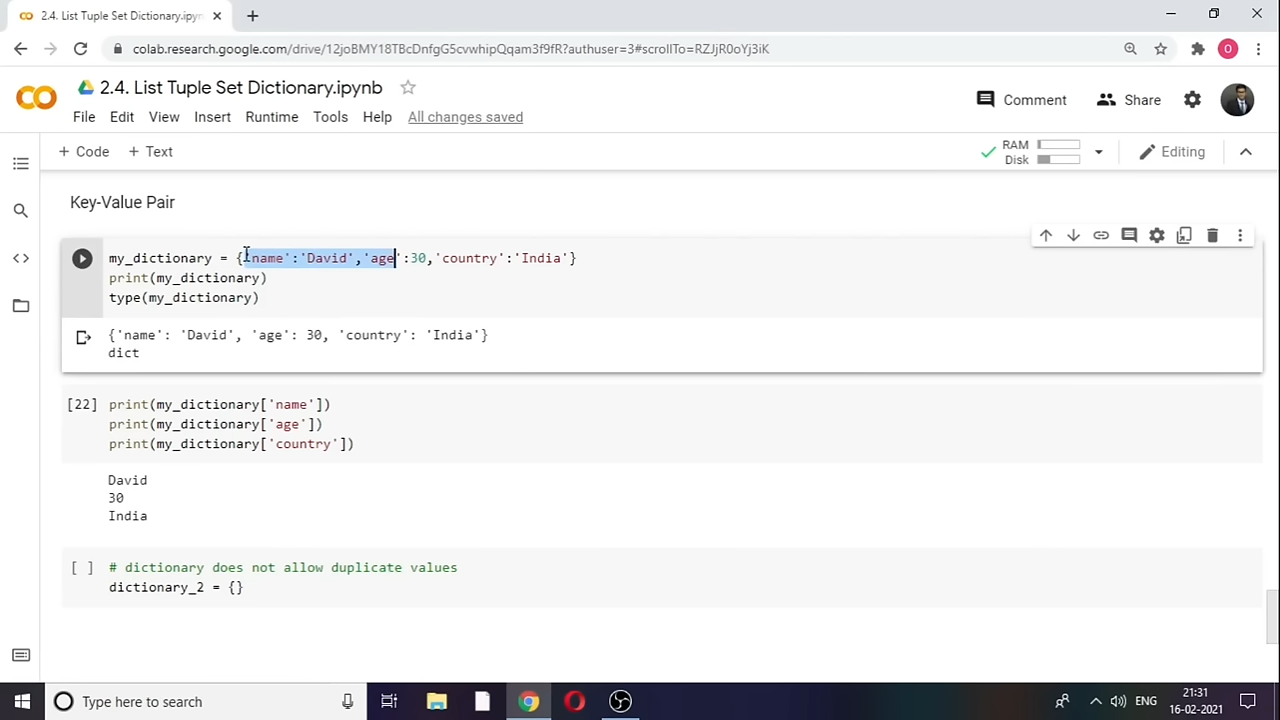 2.4. List Tuple Set Dictionary.ipyn
colab.research.google.com/drive/12joBMY18TBcDnfgG5cvwhipQqam3f9fR?authuser=3#scrollTo=RZJjR0oYj3iK
O
2.4. List Tuple Set Dictionary.ipynb
File Edit View Insert Runtime Tools Help All changes saved
Comment Share
+ Code + Text
RAM
Disk
Editing
Key-Value Pair
my_dictionary = {'name':'David','age':30,'country':'India'}
print(my_dictionary)
type(my_dictionary)
{'name': 'David', 'age': 30, 'country': 'India'}
dict
[22] print(my_dictionary['name'])
print(my_dictionary['age'])
print(my_dictionary['country'])
David
30
India
[ ] # dictionary does not allow duplicate values
dictionary_2 = {}
Type here to search
ENG
21:31
16-02-2021